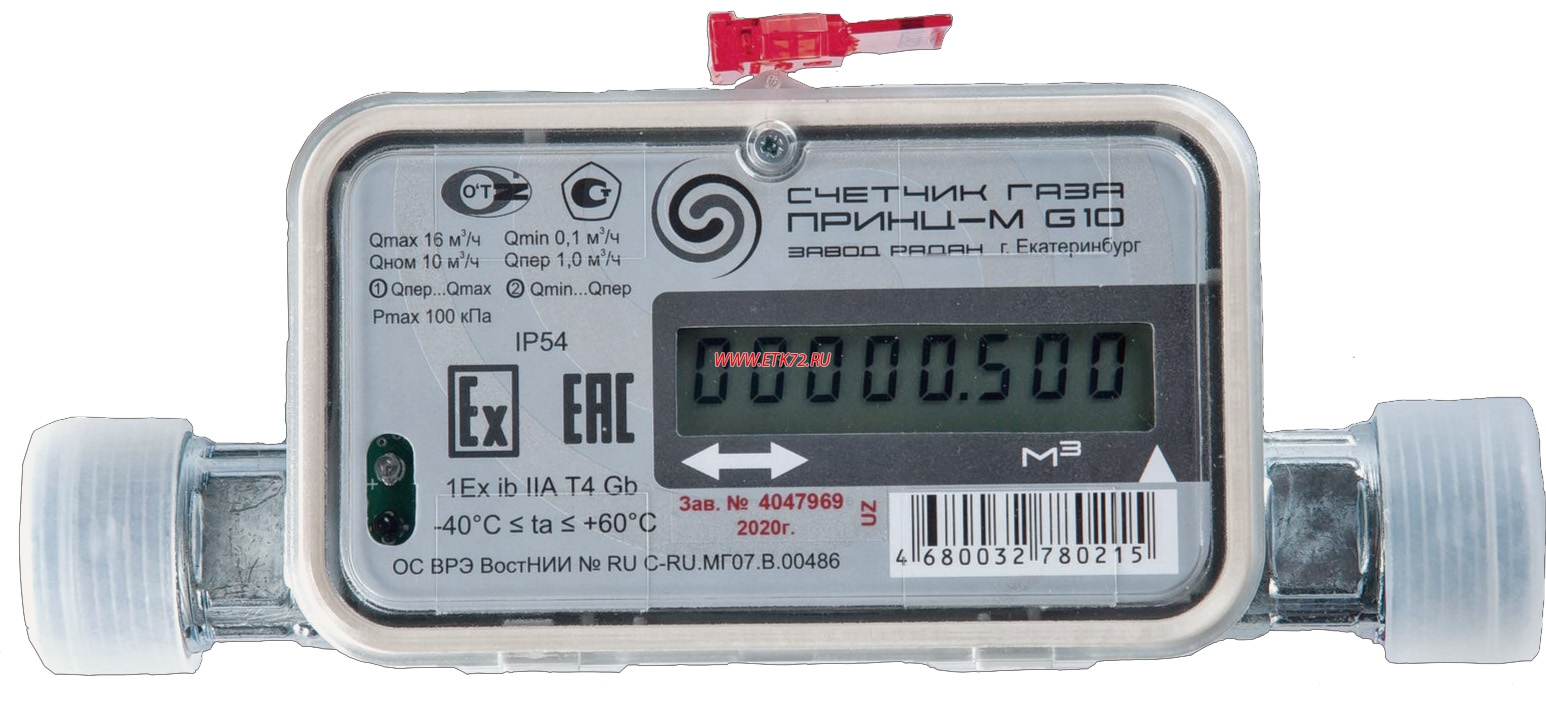 O'T N
СТ
СЧЕТЧИК ГАЗА
ПРИНЦ-М G10
ЗАВОД РАДАН г. Екатеринбург
Qmax 16 м³/ч Qmin 0,1 м³/ч
Qном 10 м³/ч Qпер 1,0 м³/ч
① Qпер...Qmax ② Qmin...Qпер
Pmax 100 кПа
IP54
00000.500
WWW.ETK72.RU
Ex EAC
м³
1Ex ib IIA T4 Gb
-40°C ≤ ta ≤ +60°C
Зав. № 4047969
2020г.
UZ
4 680032 780215
ОС ВРЭ ВостНИИ № RU C-RU.МГ07.В.00486
+